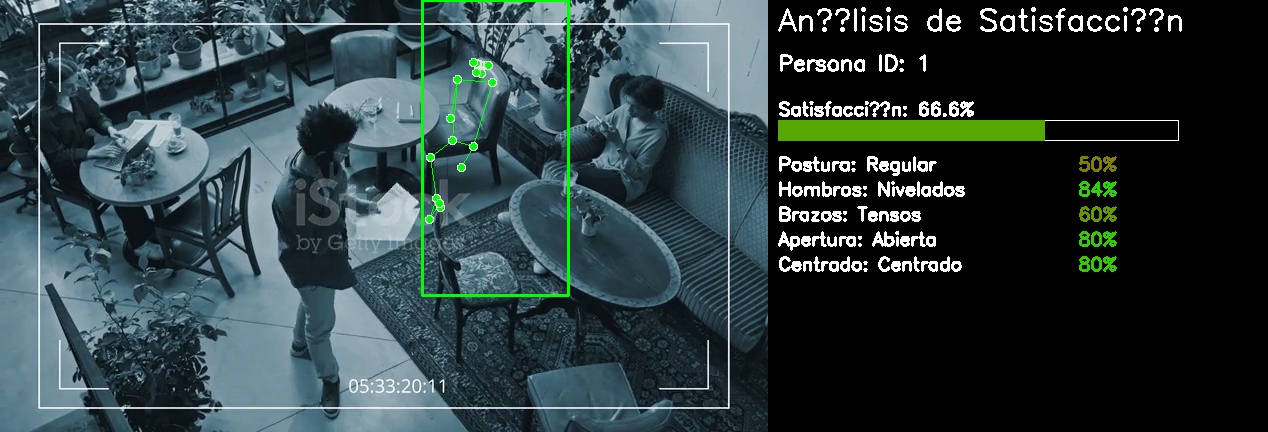 iStock
by Getty Images
05:33:20:11
An??lisis de Satisfacci??n
Persona ID: 1
Satisfacci??n: 66.6%
Postura: Regular 50%
Hombros: Nivelados 84%
Brazos: Tensos 60%
Apertura: Abierta 80%
Centrado: Centrado 80%